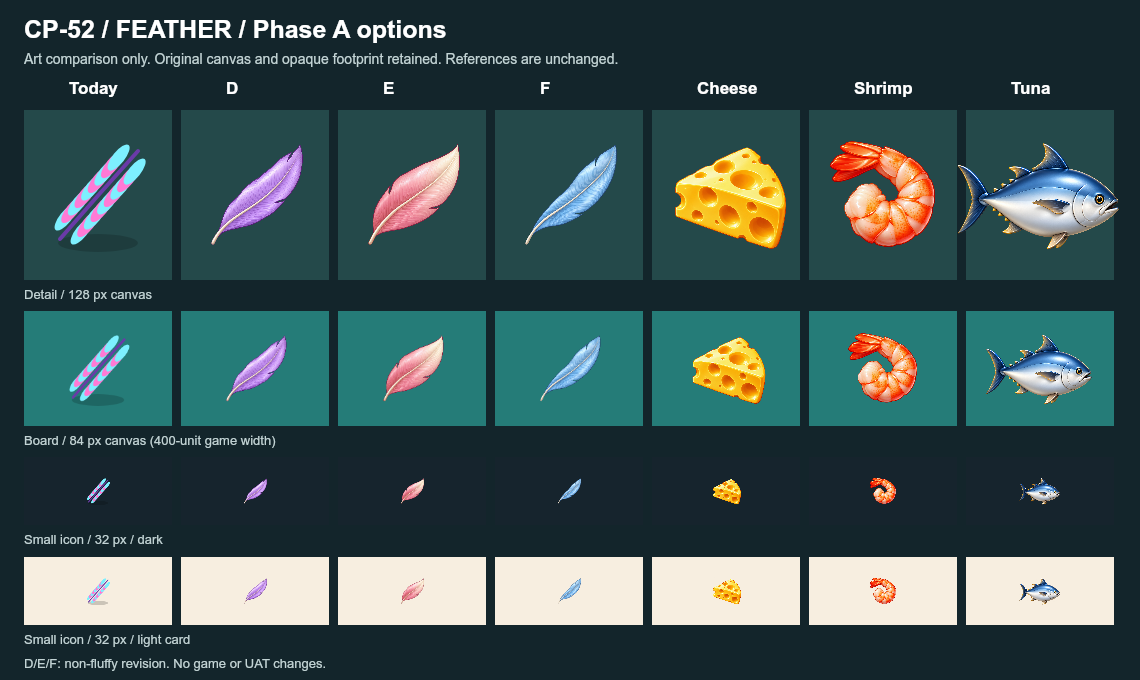 CP-52 / FEATHER / Phase A options
Art comparison only. Original canvas and opaque footprint retained. References are unchanged.
Today D E F Cheese Shrimp Tuna
Detail / 128 px canvas
Board / 84 px canvas (400-unit game width)
Small icon / 32 px / dark
Small icon / 32 px / light card
D/E/F: non-fluffy revision. No game or UAT changes.